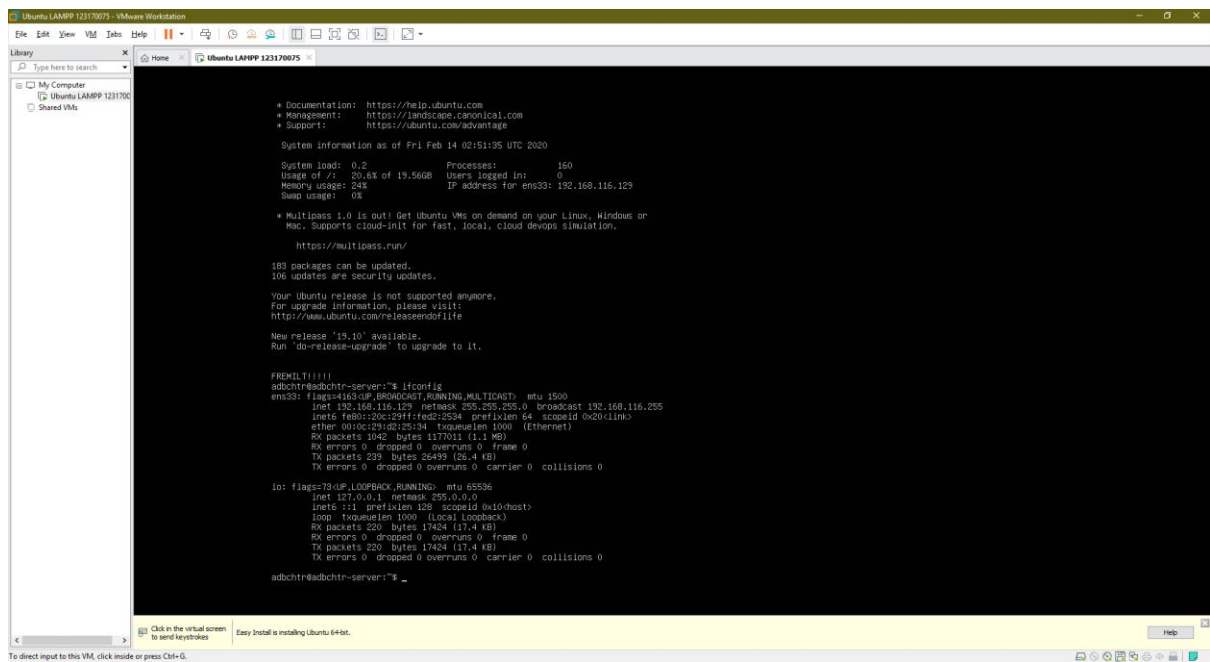 Ubuntu LAMPP 123170075 - VMware Workstation
File Edit View VM Tabs Help
Library
Home
Ubuntu LAMPP 123170075
Type here to search
My Computer
Ubuntu LAMPP 1231700
Shared VMs
* Documentation: https://help.ubuntu.com
* Management: https://landscape.canonical.com
* Support: https://ubuntu.com/advantage
System information as of Fri Feb 14 02:51:35 UTC 2020
System load: 0.2 Processes: 160
Usage of /: 20.6% of 19.56GB Users logged in: 0
Memory usage: 24% IP address for ens33: 192.168.116.129
Swap usage: 0%
* Multipass 1.0 is out! Get Ubuntu VMs on demand on your Linux, Windows or
Mac. Supports cloud-init for fast, local, cloud devops simulation.
https://multipass.run/
183 packages can be updated.
106 updates are security updates.
Your Ubuntu release is not supported anymore.
For upgrade information, please visit:
http://www.ubuntu.com/releaseendoflife
New release '19.10' available.
Run 'do-release-upgrade' to upgrade to it.
FREMILT!!!!!
adbchtr@adbchtr-server:~$ ifconfig
ens33: flags=4163<UP,BROADCAST,RUNNING,MULTICAST> mtu 1500
inet 192.168.116.129 netmask 255.255.255.0 broadcast 192.168.116.255
inet6 fe80::20c:29ff:fed2:2534 prefixlen 64 scopeid 0x20<link>
ether 00:0c:29:d2:25:34 txqueuelen 1000 (Ethernet)
RX packets 1042 bytes 1177011 (1.1 MB)
RX errors 0 dropped 0 overruns 0 frame 0
TX packets 239 bytes 26499 (26.4 KB)
TX errors 0 dropped 0 overruns 0 carrier 0 collisions 0
lo: flags=73<UP,LOOPBACK,RUNNING> mtu 65536
inet 127.0.0.1 netmask 255.0.0.0
inet6 ::1 prefixlen 128 scopeid 0x10<host>
loop txqueuelen 1000 (Local Loopback)
RX packets 220 bytes 17424 (17.4 KB)
RX errors 0 dropped 0 overruns 0 frame 0
TX packets 220 bytes 17424 (17.4 KB)
TX errors 0 dropped 0 overruns 0 carrier 0 collisions 0
adbchtr@adbchtr-server:~$ _
Click in the virtual screen
to send keystrokes
Easy Install is installing Ubuntu 64-bit.
Help
To direct input to this VM, click inside or press Ctrl+G.